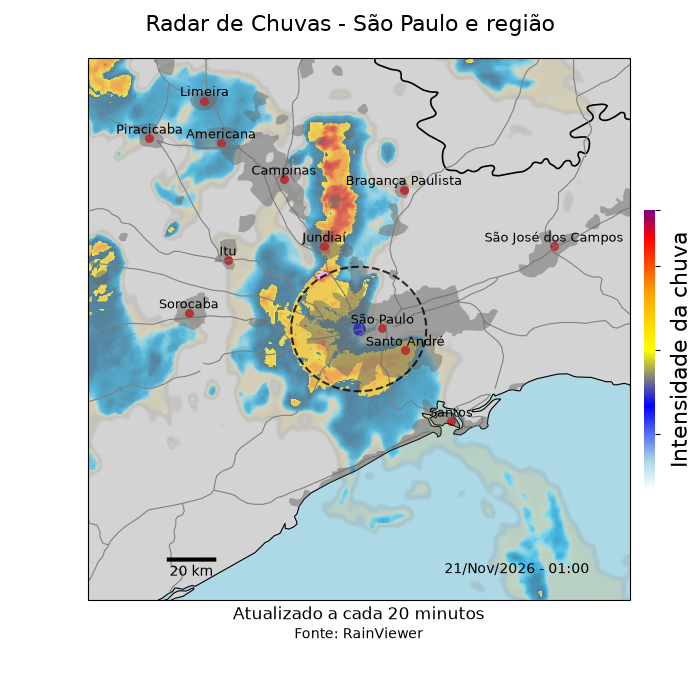 Radar de Chuvas - São Paulo e região
Limeira
Piracicaba
Americana
Campinas
Bragança Paulista
Jundiaí
São José dos Campos
Itu
Sorocaba
São Paulo
Santo André
Santos
Intensidade da chuva
20 km
21/Nov/2026 - 01:00
Atualizado a cada 20 minutos
Fonte: RainViewer